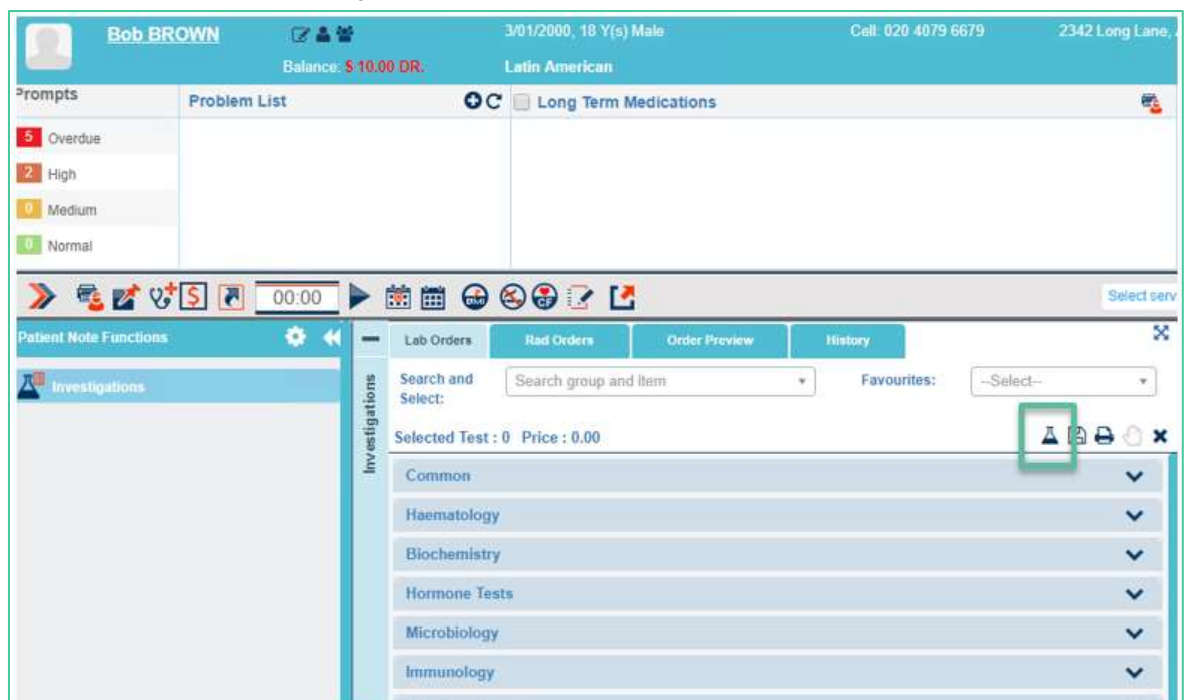 Bob BROWN
3/01/2000, 18 Y(s) Male
Cell: 020 4079 6679
2342 Long Lane,
Balance: $ 10.00 DR.
Latin American
Prompts
Problem List
Long Term Medications
5 Overdue
2 High
0 Medium
0 Normal
00:00
BMI
CF
Select serv
Patient Note Functions
Lab Orders
Rad Orders
Order Preview
History
Investigations
Investigations
Search and
Select:
Search group and item
Favourites:
--Select--
Selected Test : 0 Price : 0.00
Common
Haematology
Biochemistry
Hormone Tests
Microbiology
Immunology